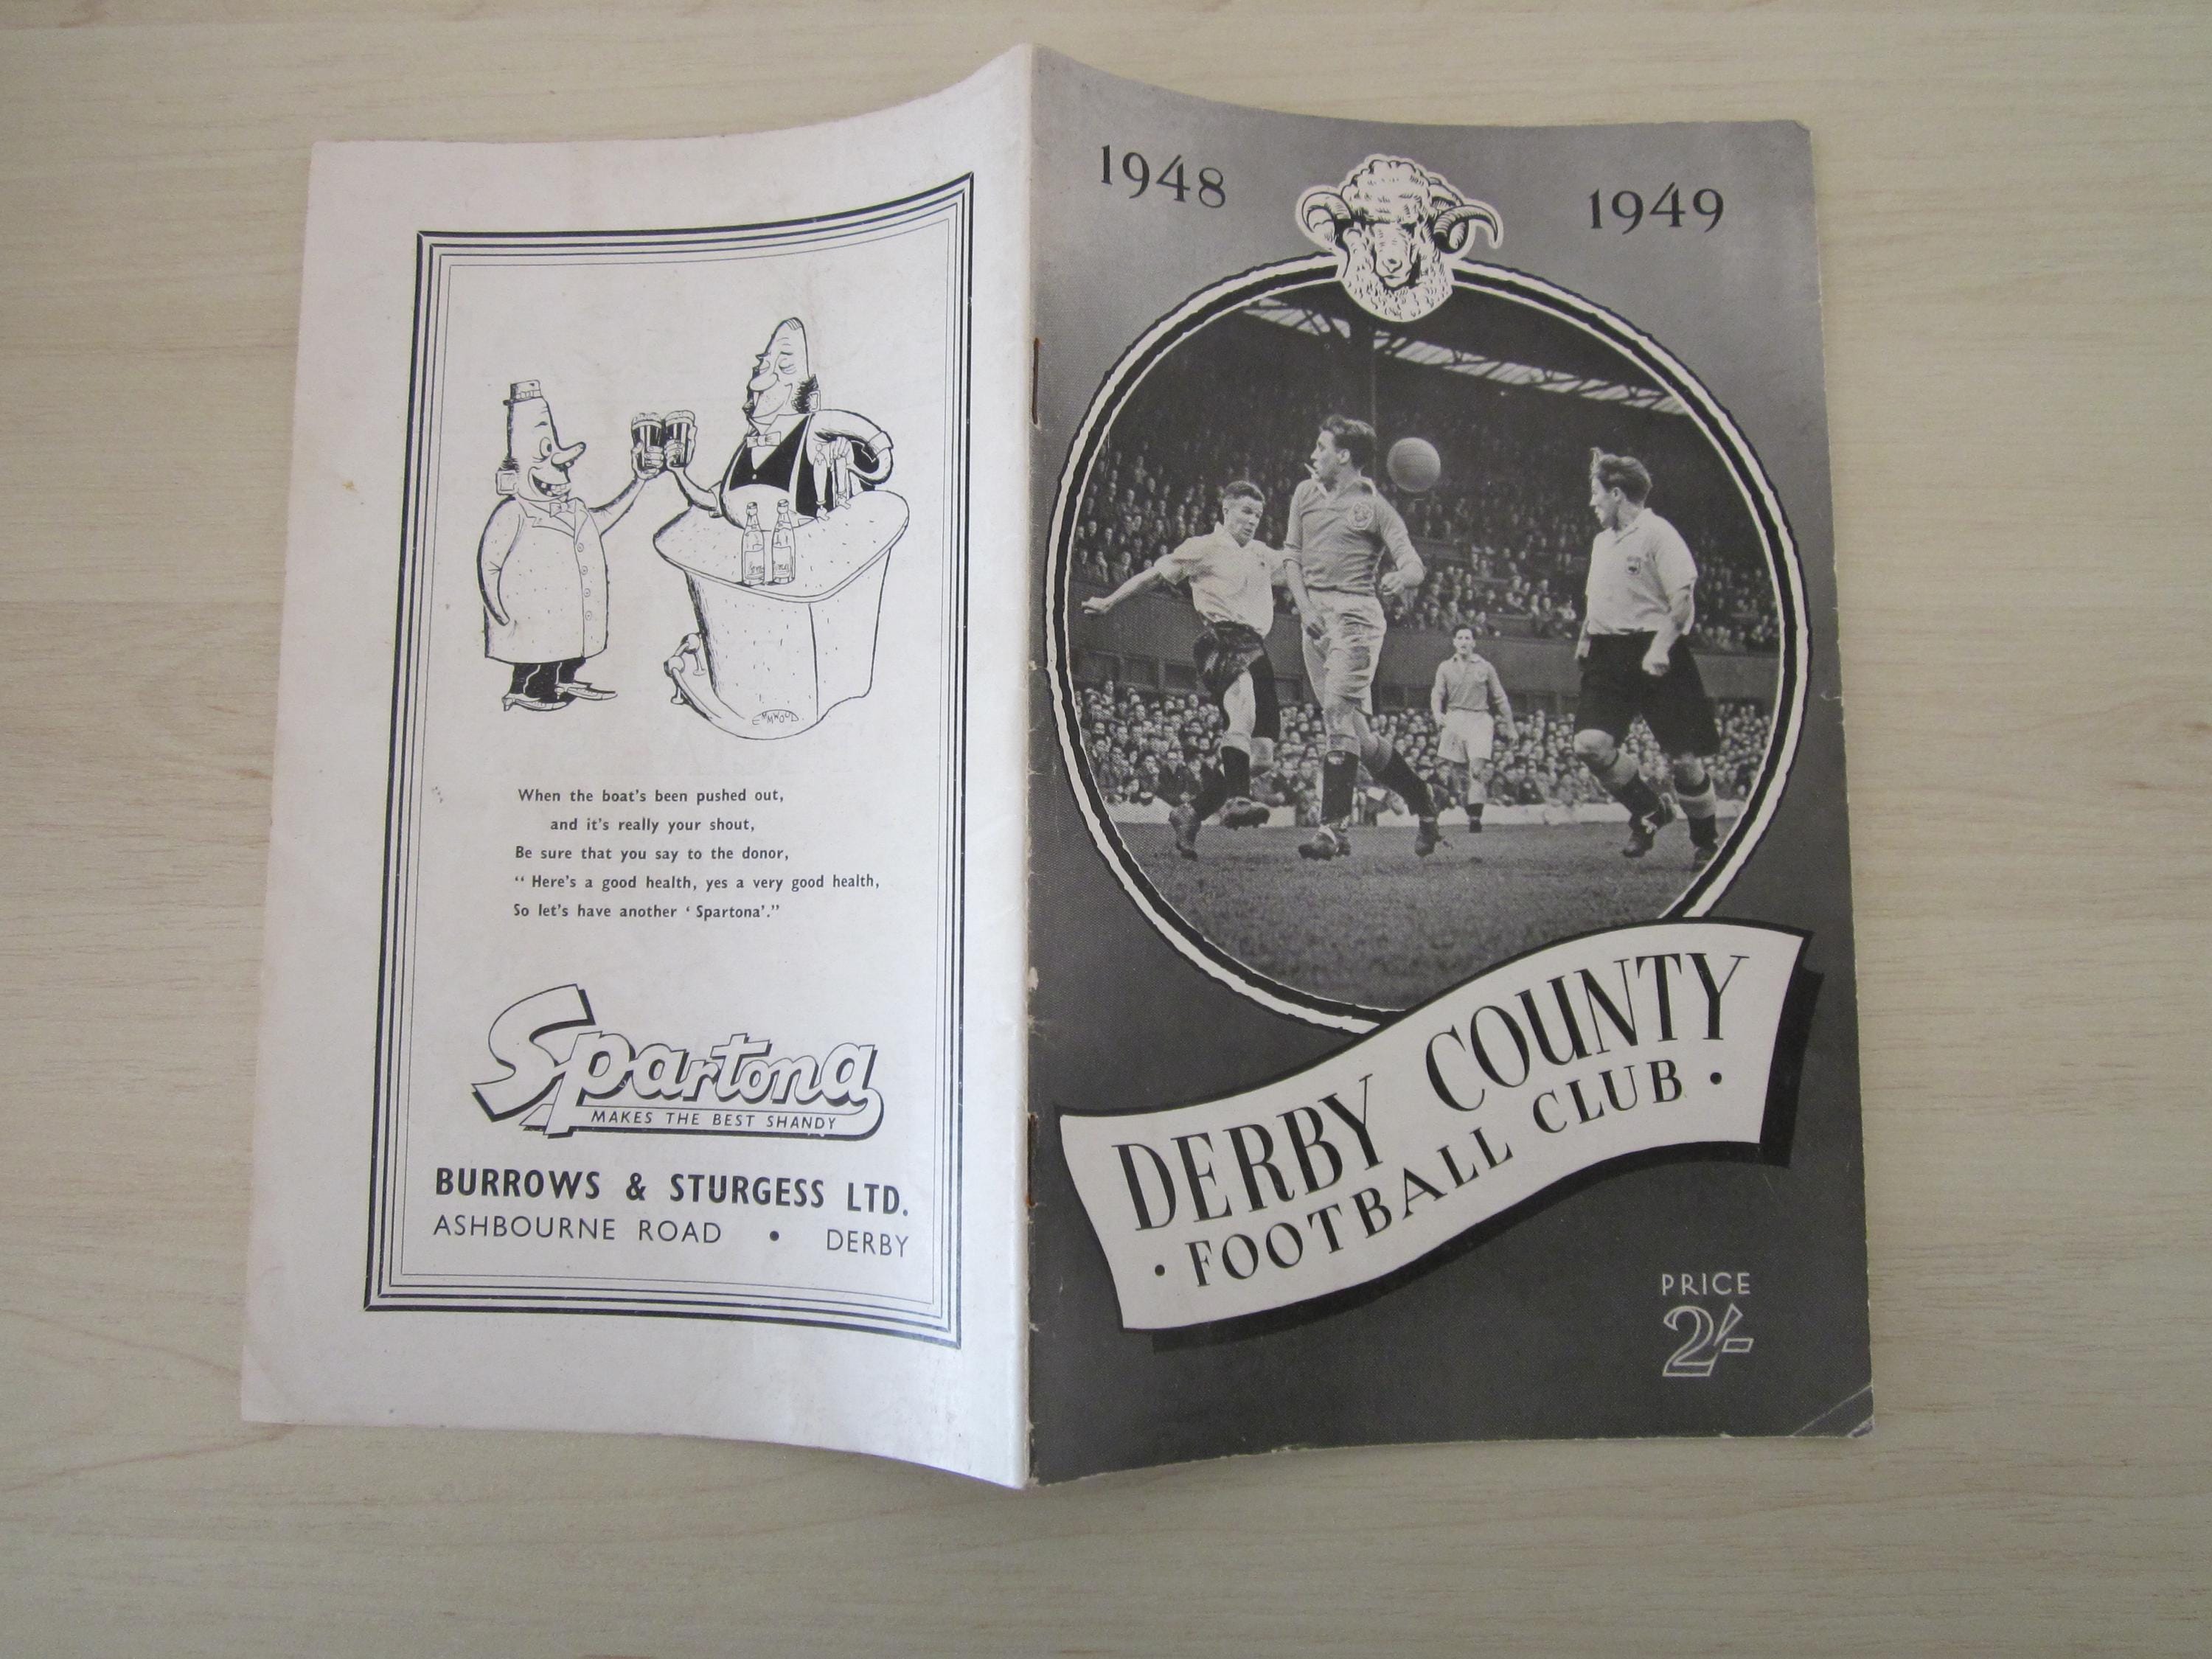 When the boat's been pushed out,
and it's really your shout,
Be sure that you say to the donor,
“ Here's a good health, yes a very good health,
So let's have another ‘ Spartona’.”
EMMWOOD
Spartona
MAKES THE BEST SHANDY
BURROWS & STURGESS LTD.
ASHBOURNE ROAD • DERBY
1948 1949
DERBY COUNTY
• FOOTBALL CLUB •
PRICE
2/-